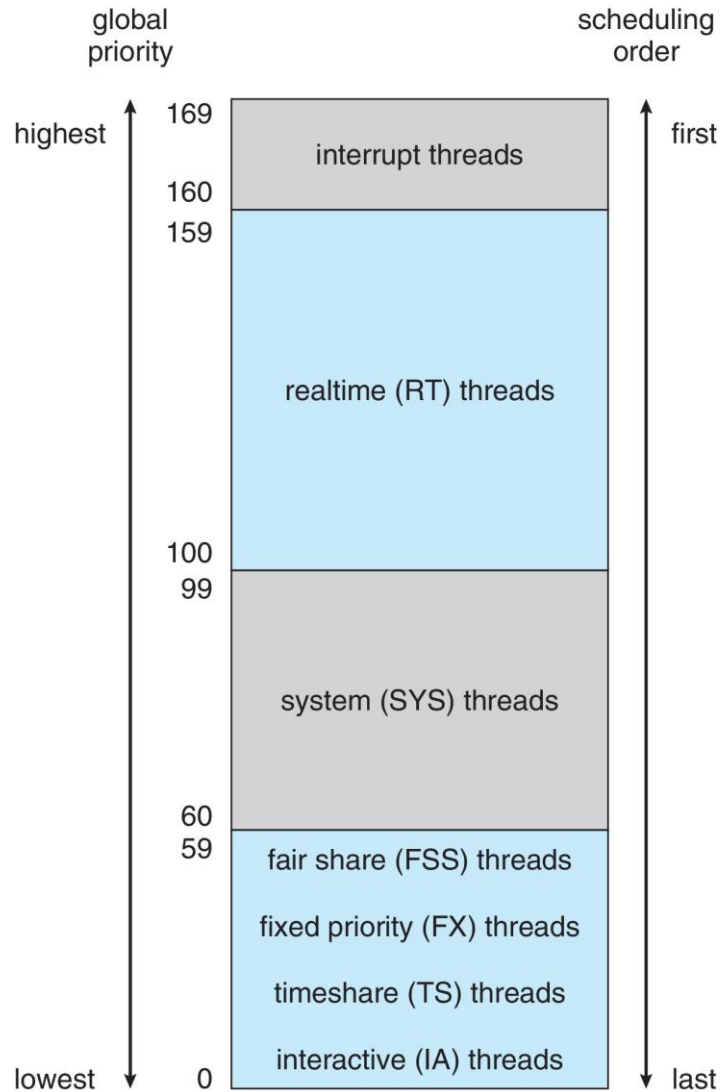 global
priority
scheduling
order
highest
169
first
interrupt threads
160
159
realtime (RT) threads
100
99
system (SYS) threads
60
59
fair share (FSS) threads
fixed priority (FX) threads
timeshare (TS) threads
interactive (IA) threads
lowest
0
last